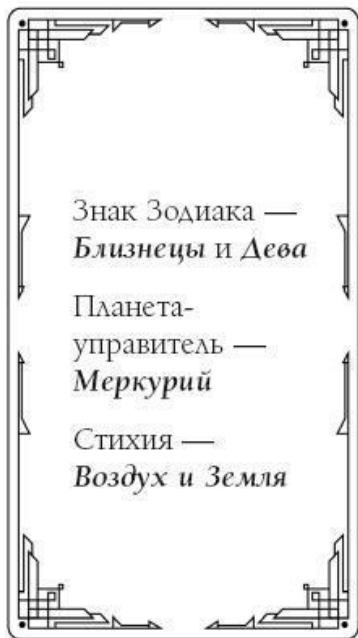 Знак Зодиака —
Близнецы и Дева
Планета-
управитель —
Меркурий
Стихия —
Воздух и Земля